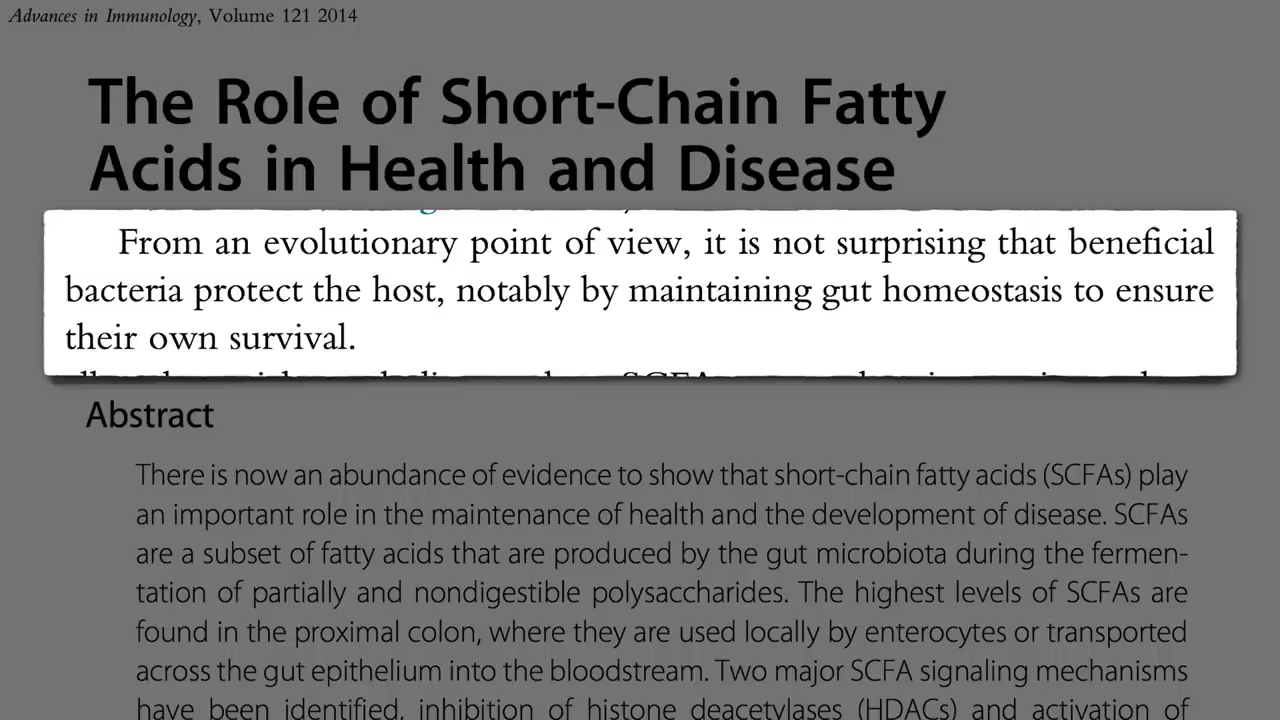 Advances in Immunology, Volume 121 2014
The Role of Short-Chain Fatty
Acids in Health and Disease
From an evolutionary point of view, it is not surprising that beneficial
bacteria protect the host, notably by maintaining gut homeostasis to ensure
their own survival.
Abstract
There is now an abundance of evidence to show that short-chain fatty acids (SCFAs) play
an important role in the maintenance of health and the development of disease. SCFAs
are a subset of fatty acids that are produced by the gut microbiota during the fermen-
tation of partially and nondigestible polysaccharides. The highest levels of SCFAs are
found in the proximal colon, where they are used locally by enterocytes or transported
across the gut epithelium into the bloodstream. Two major SCFA signaling mechanisms
have been identified, inhibition of histone deacetylases (HDACs) and activation of